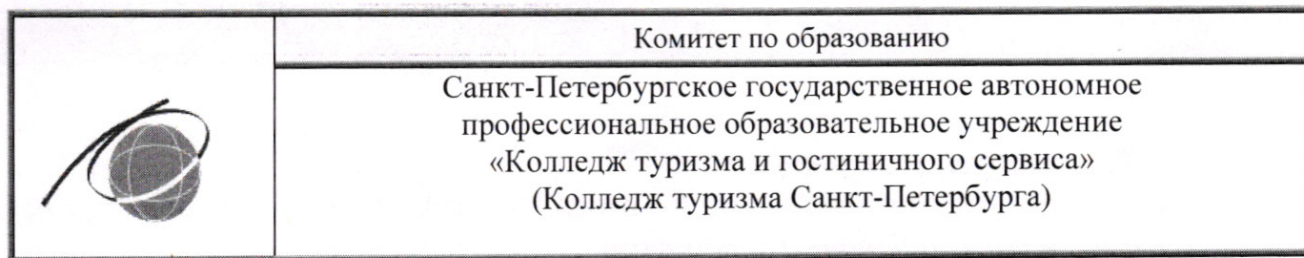 Комитет по образованию
Санкт-Петербургское государственное автономное
профессиональное образовательное учреждение
«Колледж туризма и гостиничного сервиса»
(Колледж туризма Санкт-Петербурга)